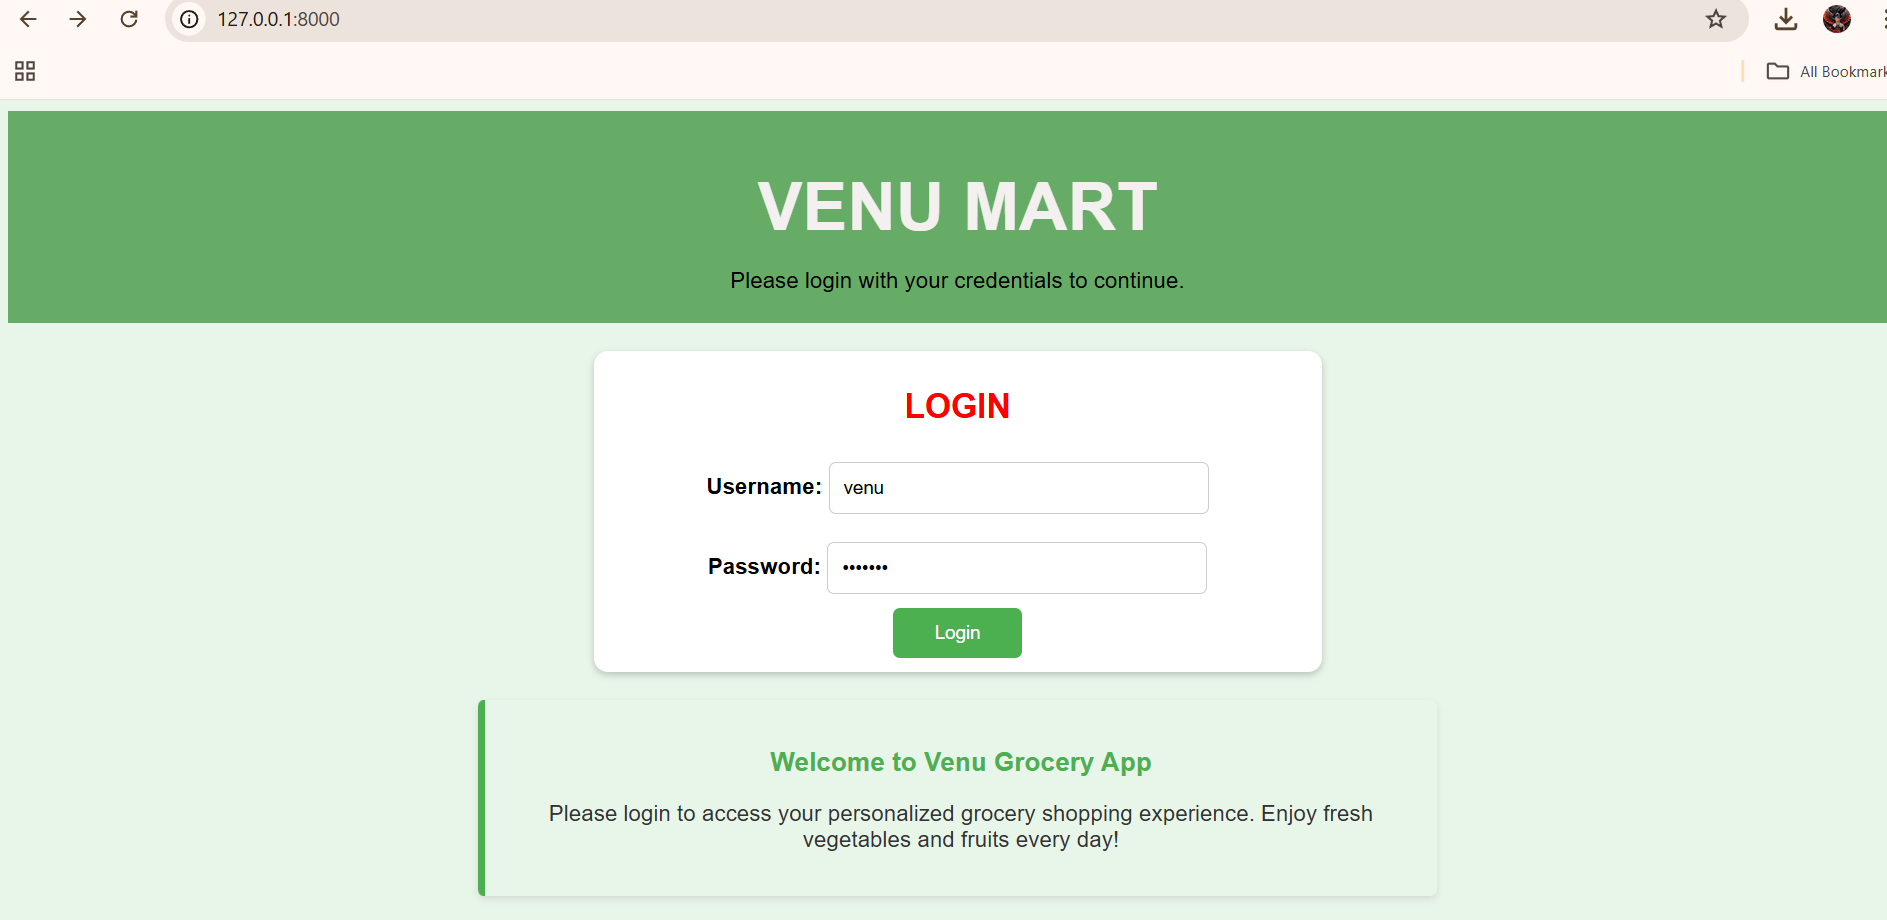 127.0.0.1:8000
All Bookmark
VENU MART
Please login with your credentials to continue.
LOGIN
Username: venu
Password: •••••••
Login
Welcome to Venu Grocery App
Please login to access your personalized grocery shopping experience. Enjoy fresh
vegetables and fruits every day!